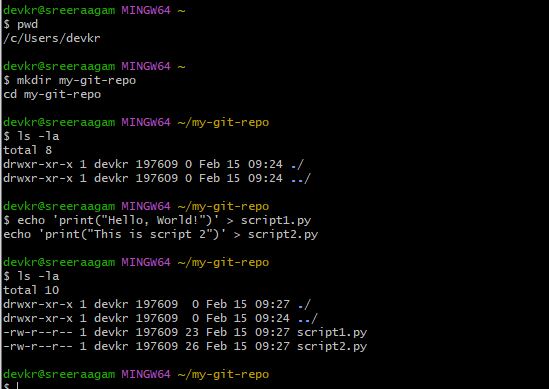 devkr@sreeraagam MINGW64 ~
$ pwd
/c/Users/devkr
devkr@sreeraagam MINGW64 ~
$ mkdir my-git-repo
cd my-git-repo
devkr@sreeraagam MINGW64 ~/my-git-repo
$ ls -la
total 8
drwxr-xr-x 1 devkr 197609 0 Feb 15 09:24 ./
drwxr-xr-x 1 devkr 197609 0 Feb 15 09:24 ../
devkr@sreeraagam MINGW64 ~/my-git-repo
$ echo 'print("Hello, World!")' > script1.py
echo 'print("This is script 2")' > script2.py
devkr@sreeraagam MINGW64 ~/my-git-repo
$ ls -la
total 10
drwxr-xr-x 1 devkr 197609  0 Feb 15 09:27 ./
drwxr-xr-x 1 devkr 197609  0 Feb 15 09:24 ../
-rw-r--r-- 1 devkr 197609 23 Feb 15 09:27 script1.py
-rw-r--r-- 1 devkr 197609 26 Feb 15 09:27 script2.py
devkr@sreeraagam MINGW64 ~/my-git-repo
$